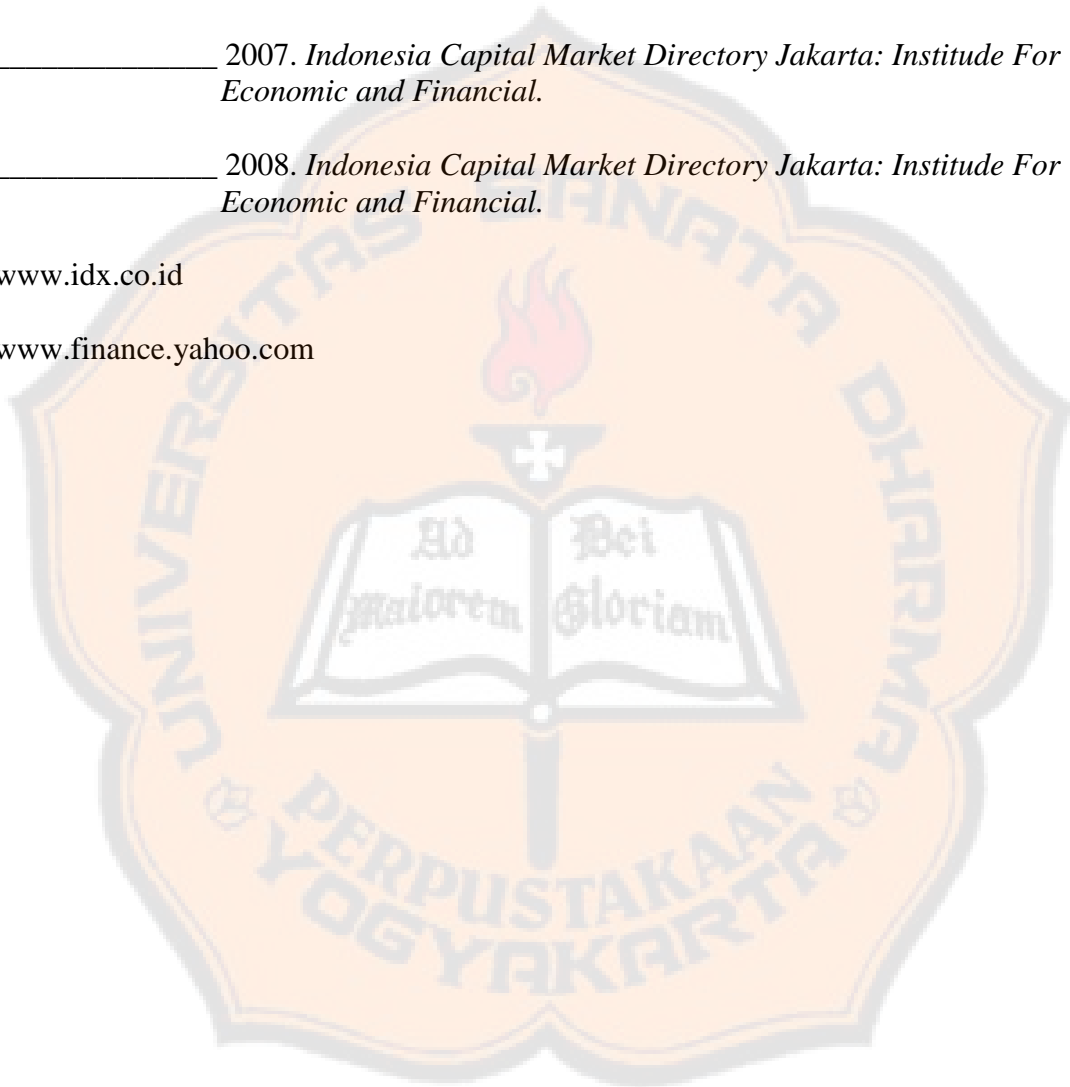 ______________ 2007. Indonesia Capital Market Directory Jakarta: Institude For
Economic and Financial.
______________ 2008. Indonesia Capital Market Directory Jakarta: Institude For
Economic and Financial.
www.idx.co.id
www.finance.yahoo.com
UNIVERSITAS SANATA DHARMA
Ad Dei
Maiorem Gloriam
PERPUSTAKAAN
YOGYAKARTA